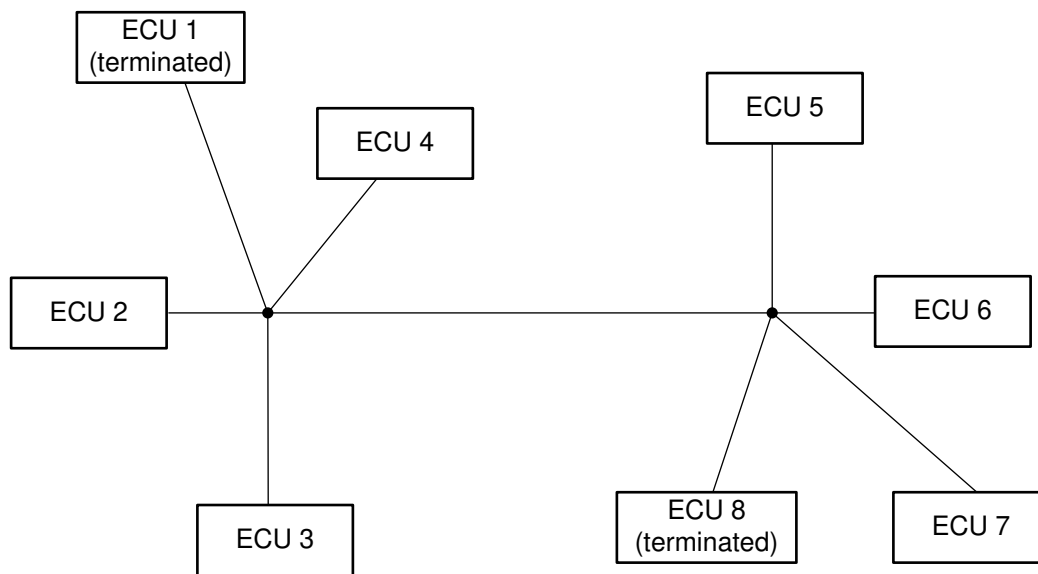 ECU 1
(terminated)
ECU 4
ECU 5
ECU 2
ECU 6
ECU 3
ECU 8
(terminated)
ECU 7